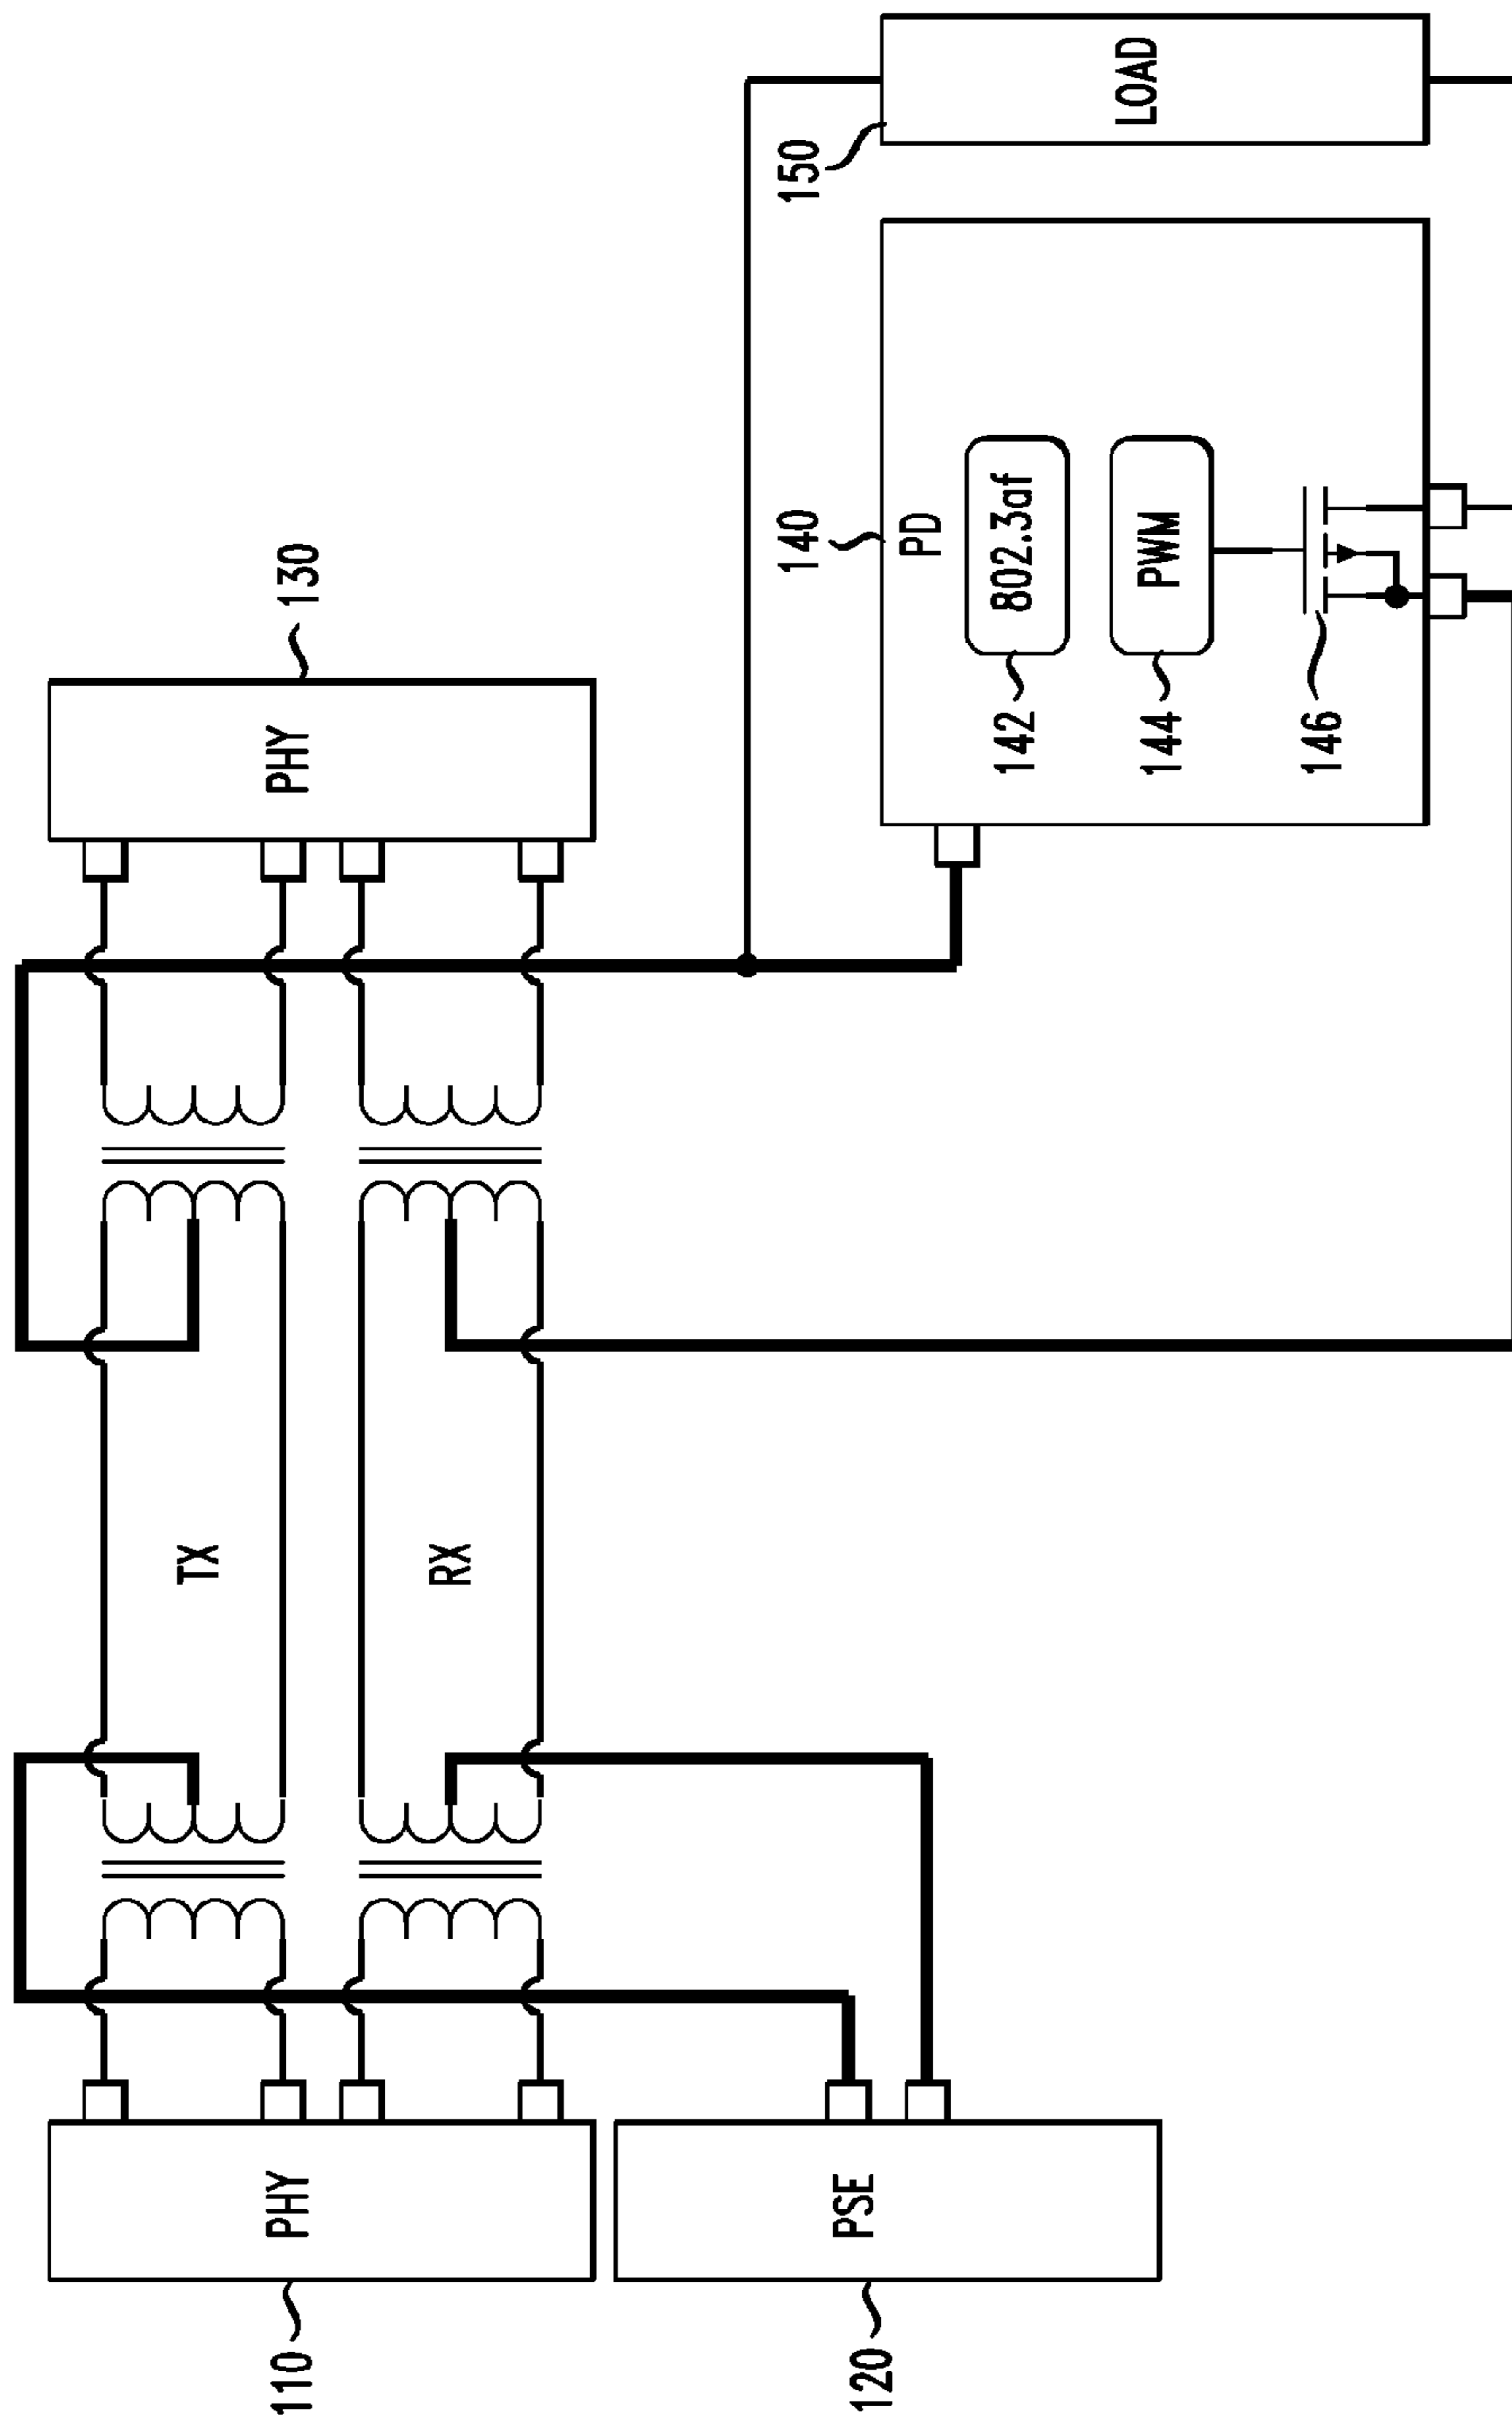 110
PHY
120
PSE
TX
RX
PHY
130
140
PD
142
802.3af
144
PWM
146
150
LOAD